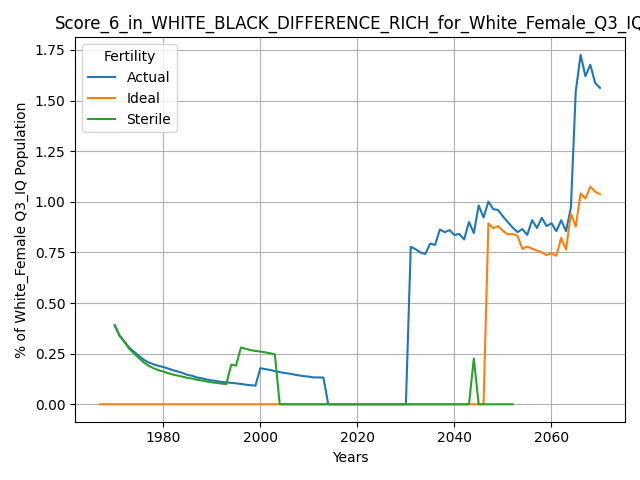 Score_6_in_WHITE_BLACK_DIFFERENCE_RICH_for_White_Female_Q3_IQ
Fertility
Actual
Ideal
Sterile
% of White_Female Q3_IQ Population
1.75
1.50
1.25
1.00
0.75
0.50
0.25
0.00
1980 2000 2020 2040 2060
Years